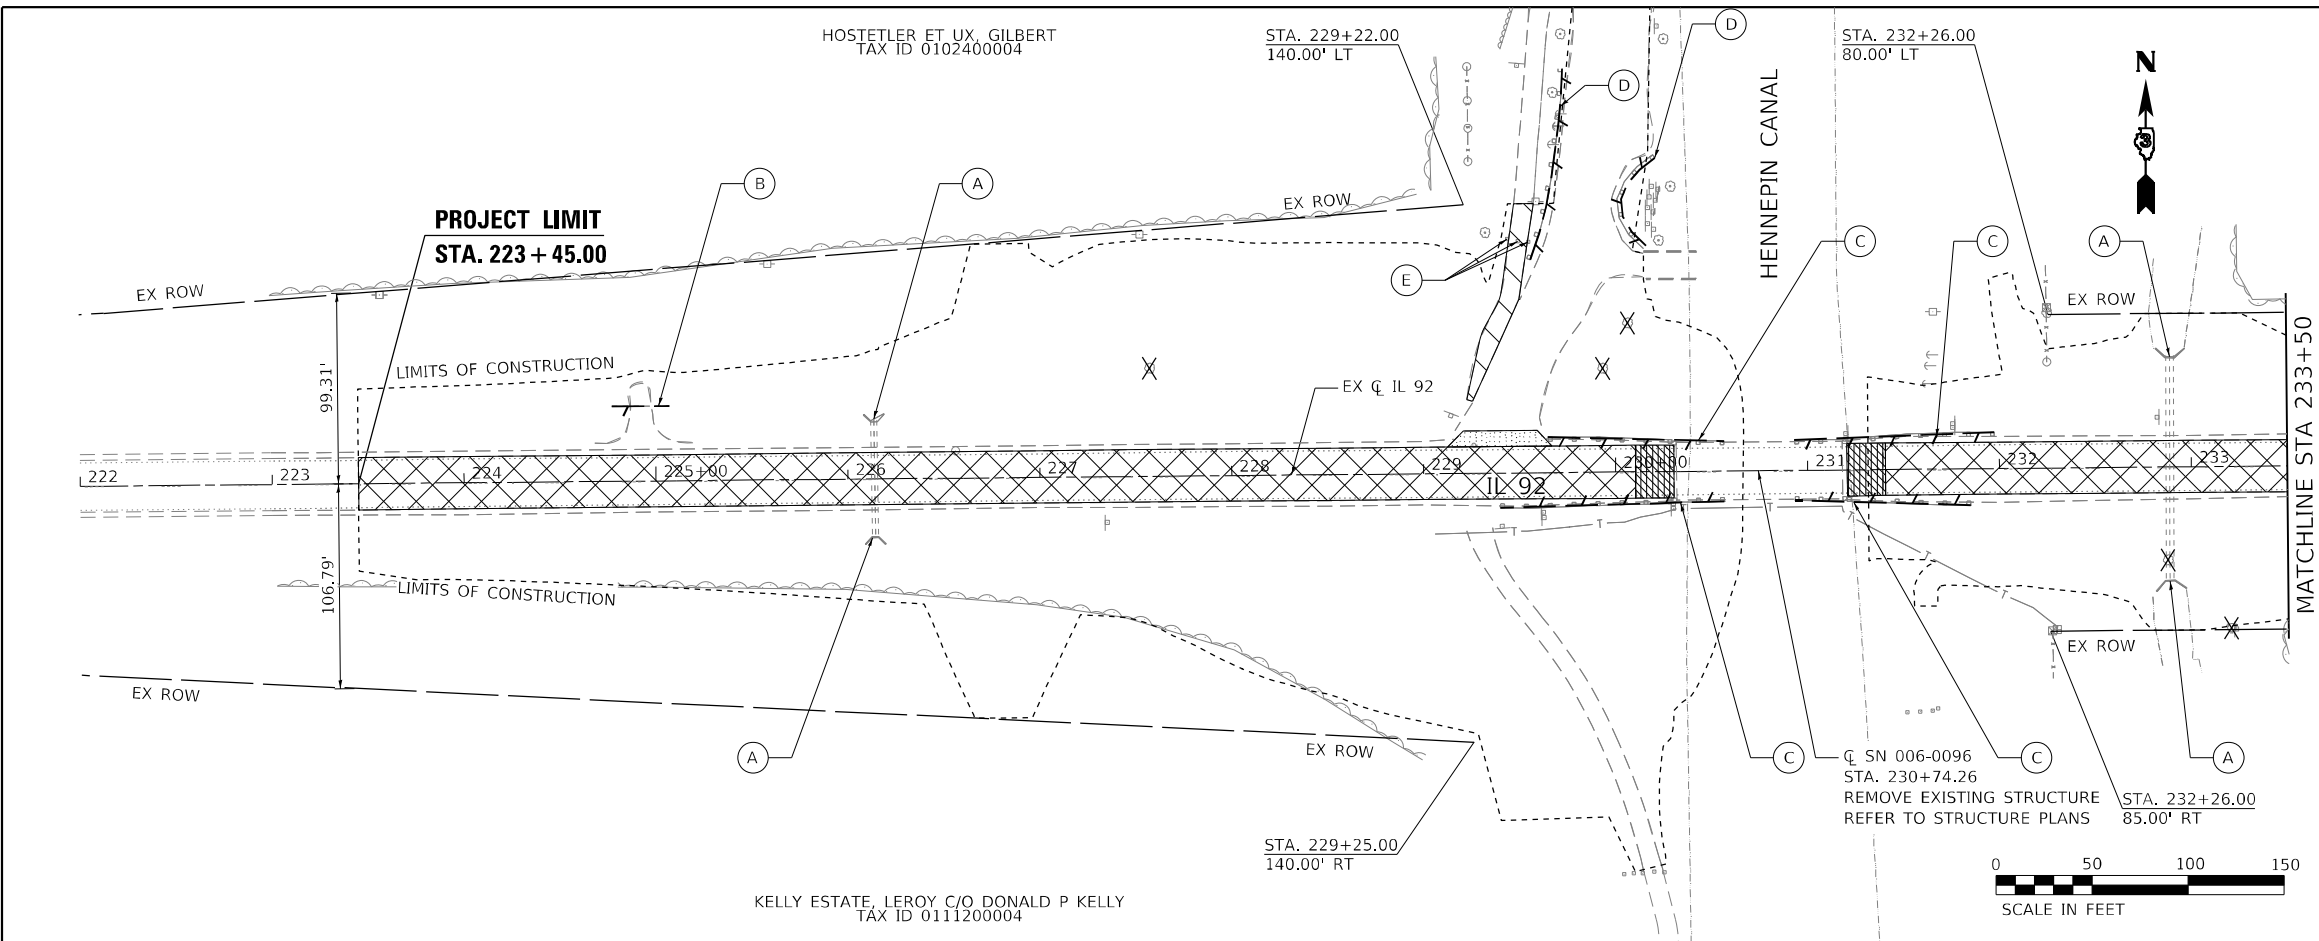 HOSTETLER ET UX, GILBERT
TAX ID 0102400004
STA. 229+22.00
140.00' LT
D
D
HENNEPIN CANAL
STA. 232+26.00
80.00' LT
N
3
B
A
PROJECT LIMIT
STA. 223+45.00
EX ROW
EX ROW
E
C
C
A
EX ROW
99.31'
LIMITS OF CONSTRUCTION
EX ℄ IL 92
222
223
224
225+00
226
227
228
229
230+00
231
232
233
IL 92
MATCHLINE STA 233+50
106.79'
LIMITS OF CONSTRUCTION
T
T
T
T
T
T
EX ROW
EX ROW
EX ROW
A
C
℄ SN 006-0096
STA. 230+74.26
REMOVE EXISTING STRUCTURE
REFER TO STRUCTURE PLANS
C
A
STA. 232+26.00
85.00' RT
STA. 229+25.00
140.00' RT
KELLY ESTATE, LEROY C/O DONALD P KELLY
TAX ID 0111200004
0 50 100 150
SCALE IN FEET